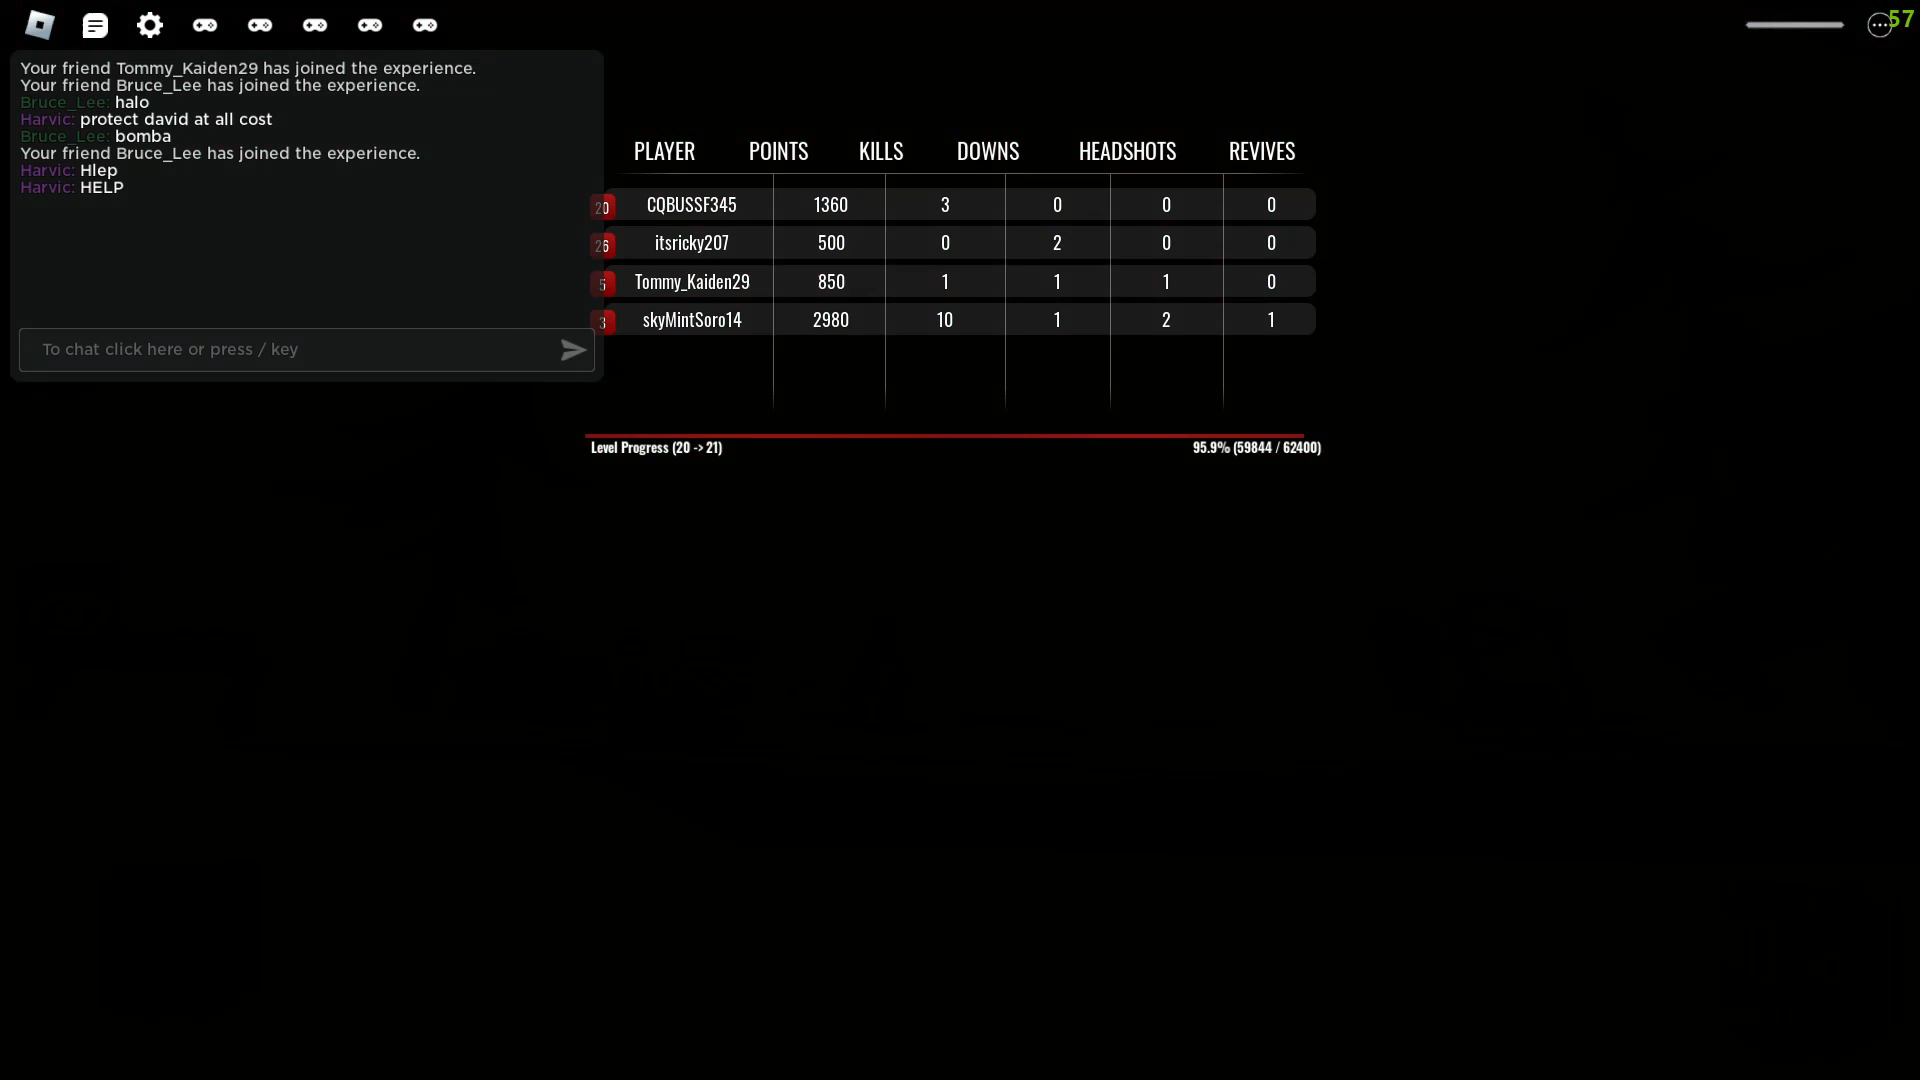 57
Your friend Tommy_Kaiden29 has joined the experience.
Your friend Bruce_Lee has joined the experience.
Bruce_Lee: halo
Harvic: protect david at all cost
Bruce_Lee: bomba
Your friend Bruce_Lee has joined the experience.
Harvic: Hlep
Harvic: HELP
To chat click here or press / key
PLAYER POINTS KILLS DOWNS HEADSHOTS REVIVES
20 CQBUSSF345 1360 3 0 0 0
26 itsricky207 500 0 2 0 0
5 Tommy_Kaiden29 850 1 1 1 0
3 skyMintSoro14 2980 10 1 2 1
Level Progress (20 -> 21) 95.9% (59844 / 62400)